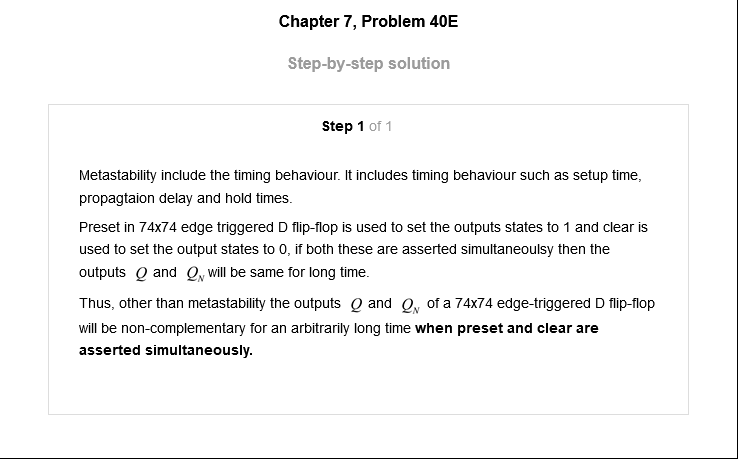 Chapter 7, Problem 40E
Step-by-step solution
Step 1 of 1
Metastability include the timing behaviour. It includes timing behaviour such as setup time,
propagtaion delay and hold times.
Preset in 74x74 edge triggered D flip-flop is used to set the outputs states to 1 and clear is
used to set the output states to 0, if both these are asserted simultaneoulsy then the
outputs Q and Q_N will be same for long time.
Thus, other than metastability the outputs Q and Q_N of a 74x74 edge-triggered D flip-flop
will be non-complementary for an arbitrarily long time when preset and clear are
asserted simultaneously.